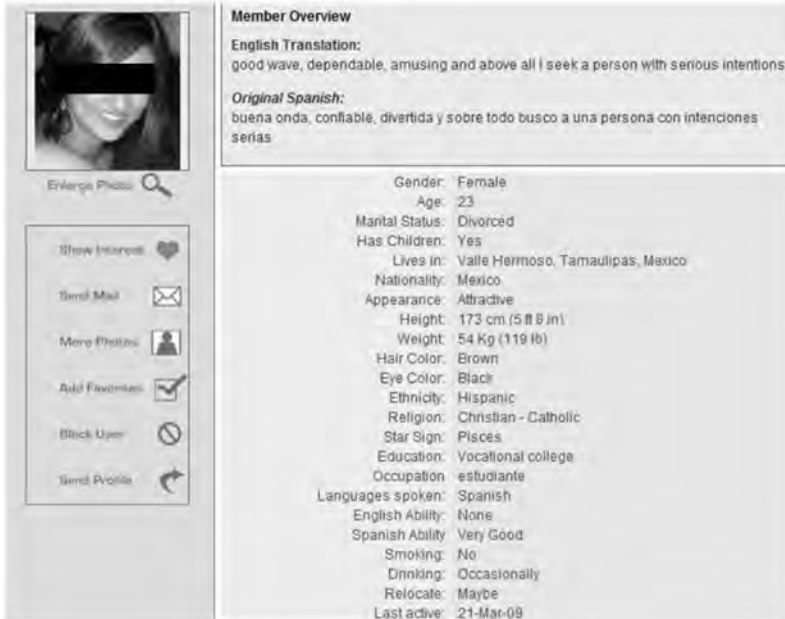 Member Overview
English Translation:
good wave, dependable, amusing and above all i seek a person with serious intentions
Original Spanish:
buena onda, confiable, divertida y sobre todo busco a una persona con intenciones
serias
Enlarge Photo
Show Interest
Send Mail
More Photos
Add Favorites
Block User
Send Profile
Gender: Female
Age: 23
Marital Status: Divorced
Has Children: Yes
Lives in: Valle Hermoso, Tamaulipas, Mexico
Nationality: Mexico
Appearance: Attractive
Height: 173 cm (5 ft 8 in)
Weight: 54 Kg (119 lb)
Hair Color: Brown
Eye Color: Black
Ethnicity: Hispanic
Religion: Christian - Catholic
Star Sign: Pisces
Education: Vocational college
Occupation estudiante
Languages spoken: Spanish
English Ability: None
Spanish Ability Very Good
Smoking: No
Drinking: Occasionally
Relocate: Maybe
Last active: 21-Mar-09